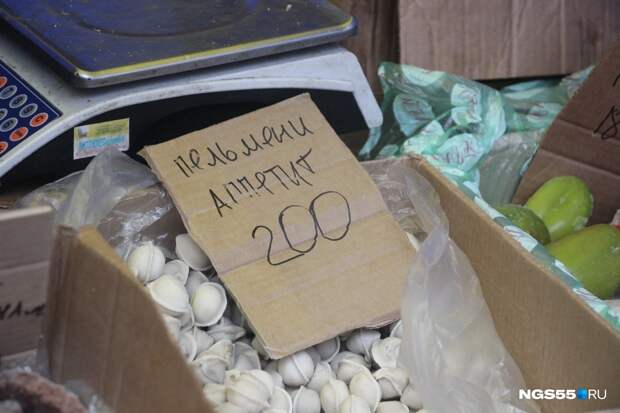 пельмени
аппетит
200
NGS55.RU